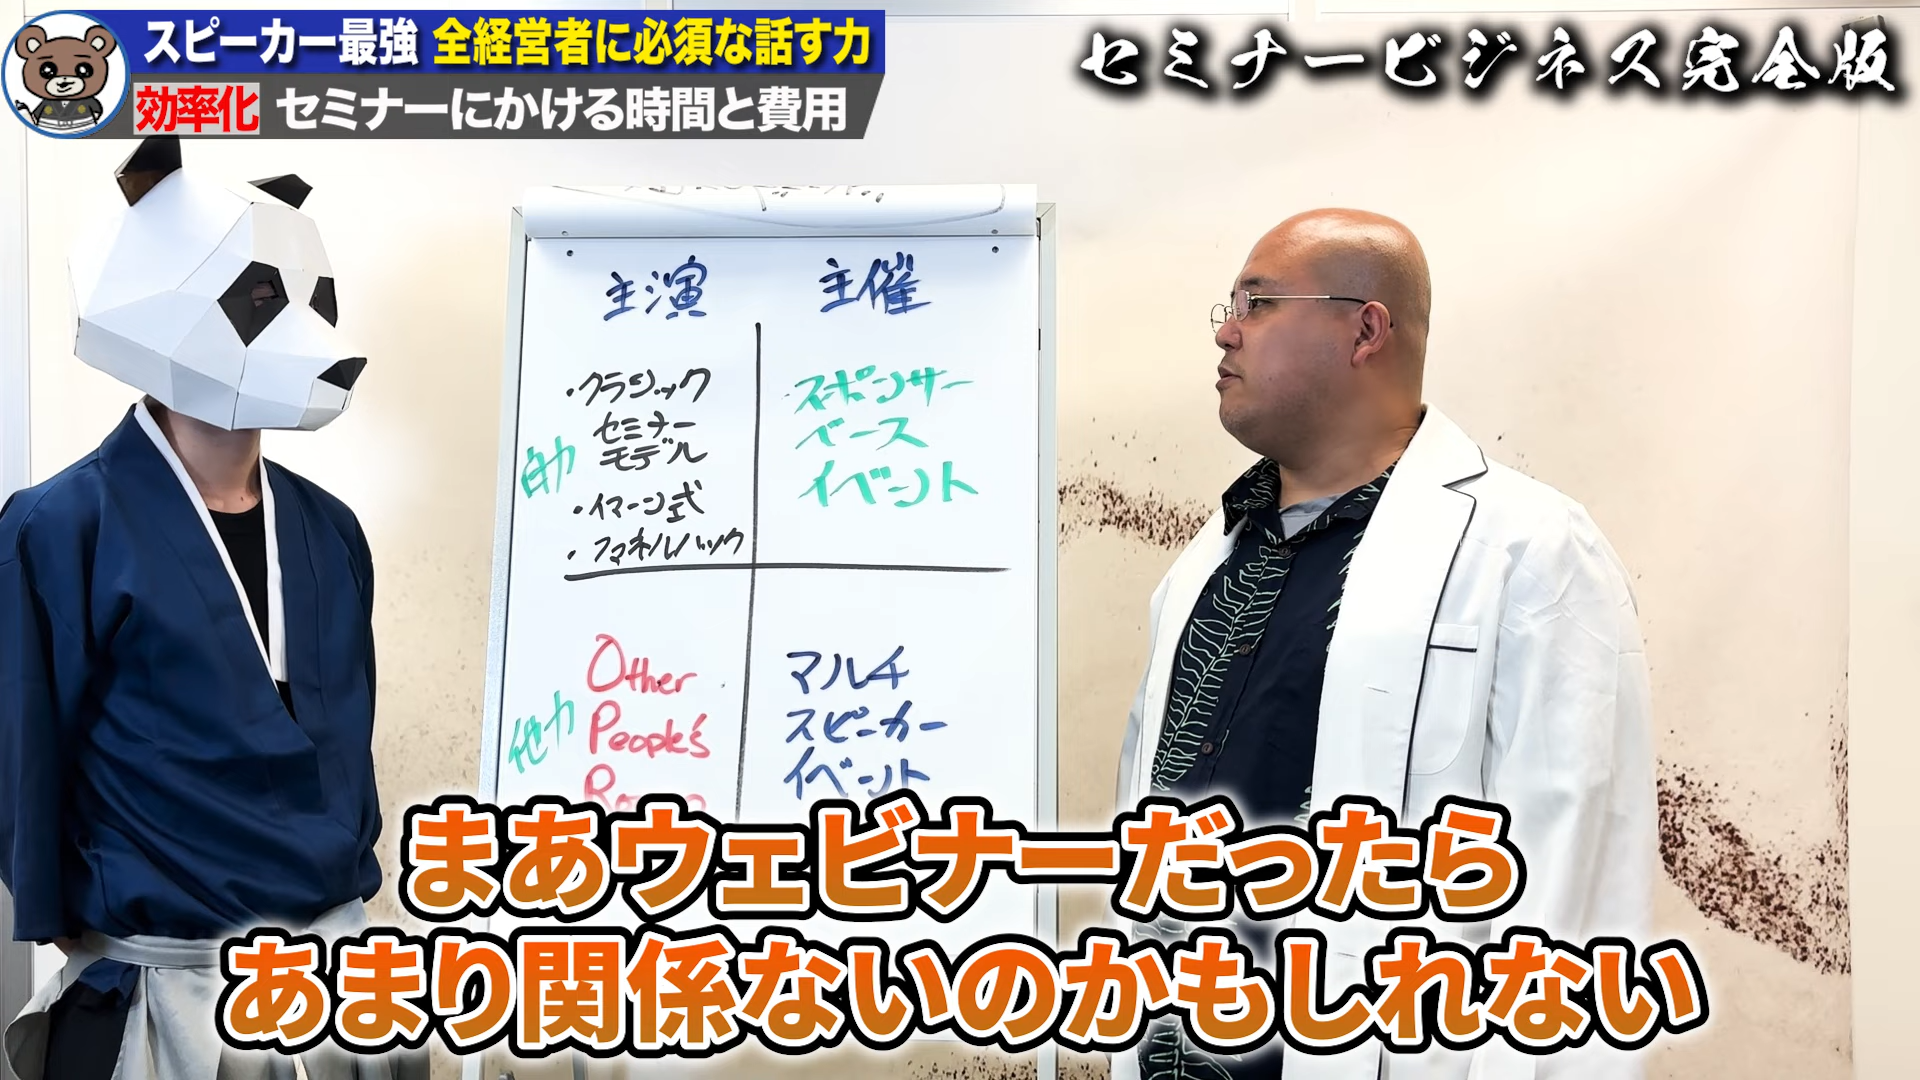 スピーカー最強 全経営者に必須な話す力
効率化 セミナーにかける時間と費用
セミナービジネス完全版
主演
主催
・クラシック
セミナー
モデル
・イマーン式
・ファネルハック
自力
スポンサー
ベース
イベント
他力
Other
People's
マルチ
スピーカー
イベント
まあウェビナーだったら
あまり関係ないのかもしれない